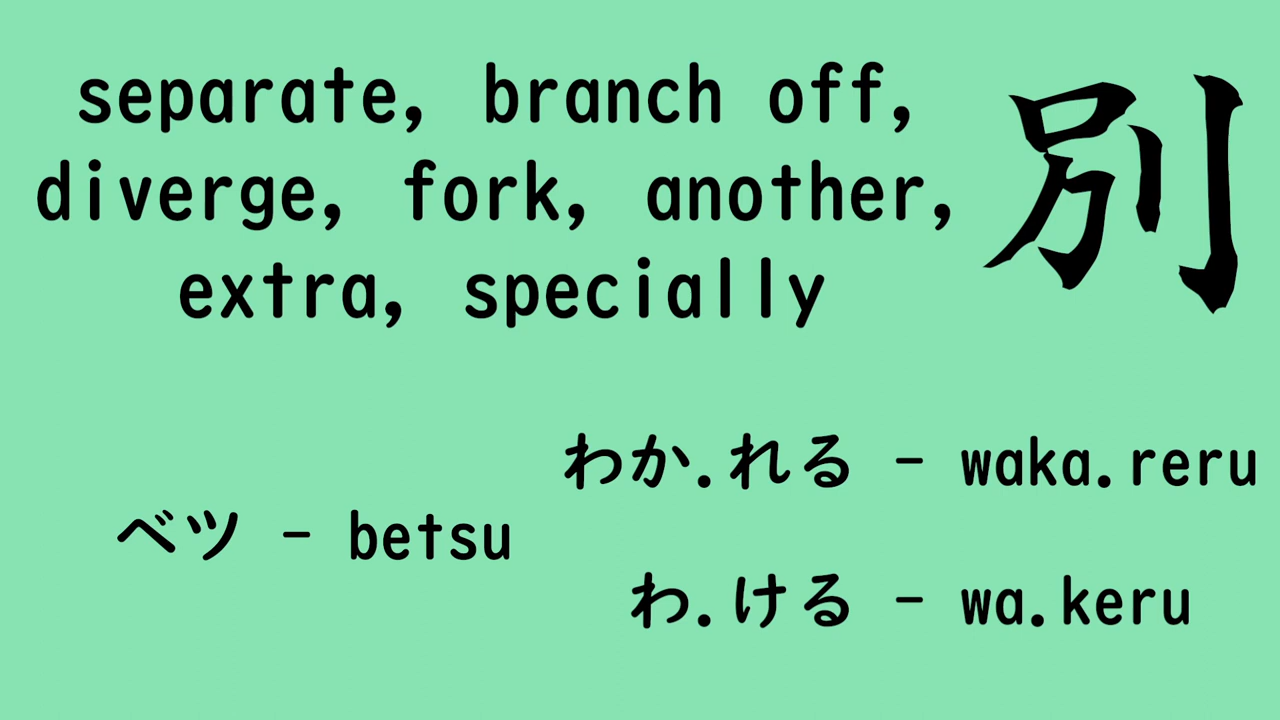 separate, branch off,
diverge, fork, another,
extra, specially
別
ベツ - betsu
わか.れる - waka.reru
わ.ける - wa.keru